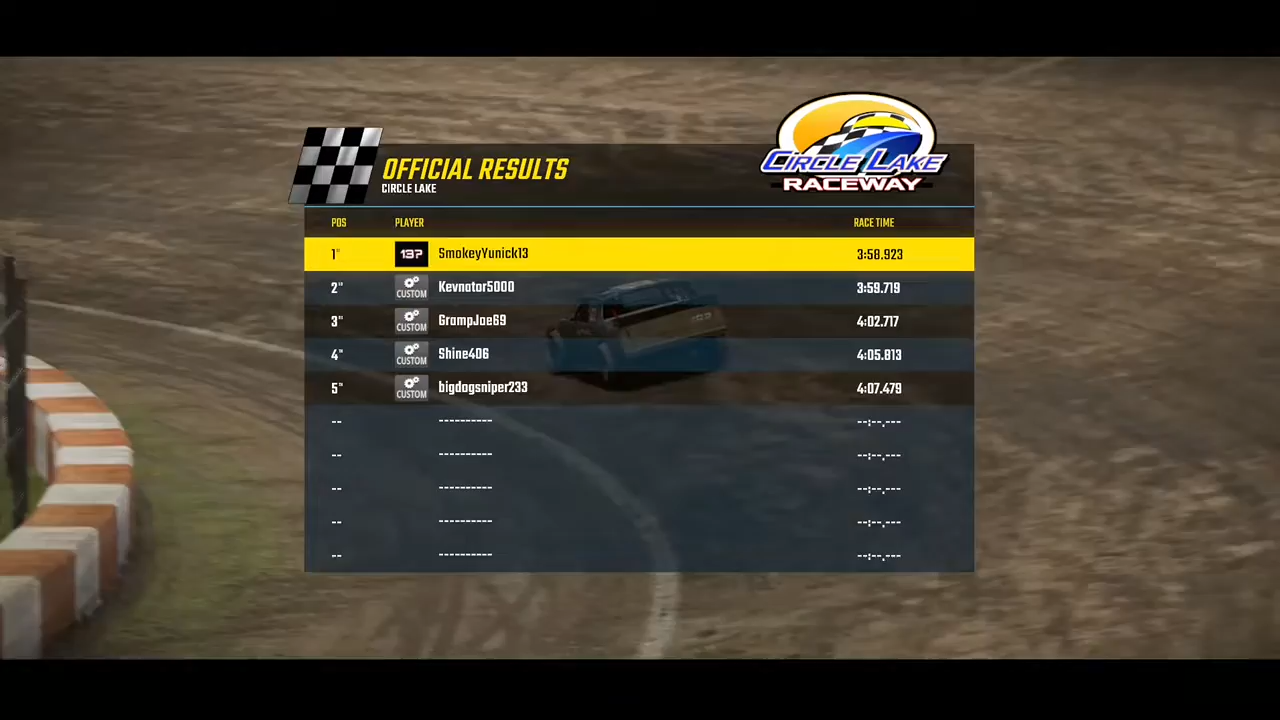 OFFICIAL RESULTS
CIRCLE LAKE
CIRCLE LAKE
RACEWAY
POS PLAYER RACE TIME
1ST 13? SmokeyYunick13 3:58.923
2ND CUSTOM Kevnator5000 3:59.719
3RD CUSTOM GrampJoe69 4:02.717
4TH CUSTOM Shine406 4:05.813
5TH CUSTOM bigdogsniper233 4:07.479
-- ---------- --:--.---
-- ---------- --:--.---
-- ---------- --:--.---
-- ---------- --:--.---
-- ---------- --:--.---